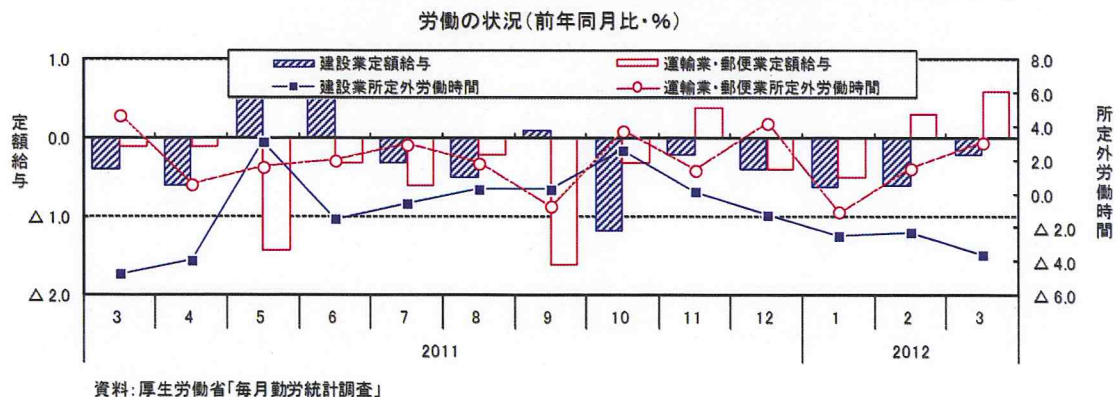 労働の状況(前年同月比・%)
建設業定額給与 運輸業・郵便業定額給与
建設業所定外労働時間 運輸業・郵便業所定外労働時間
定額給与
1.0
0.0
△ 1.0
△ 2.0
所定外労働時間
8.0
6.0
4.0
2.0
0.0
△ 2.0
△ 4.0
△ 6.0
3 4 5 6 7 8 9 10 11 12 1 2 3
2011 2012
資料:厚生労働省「毎月勤労統計調査」